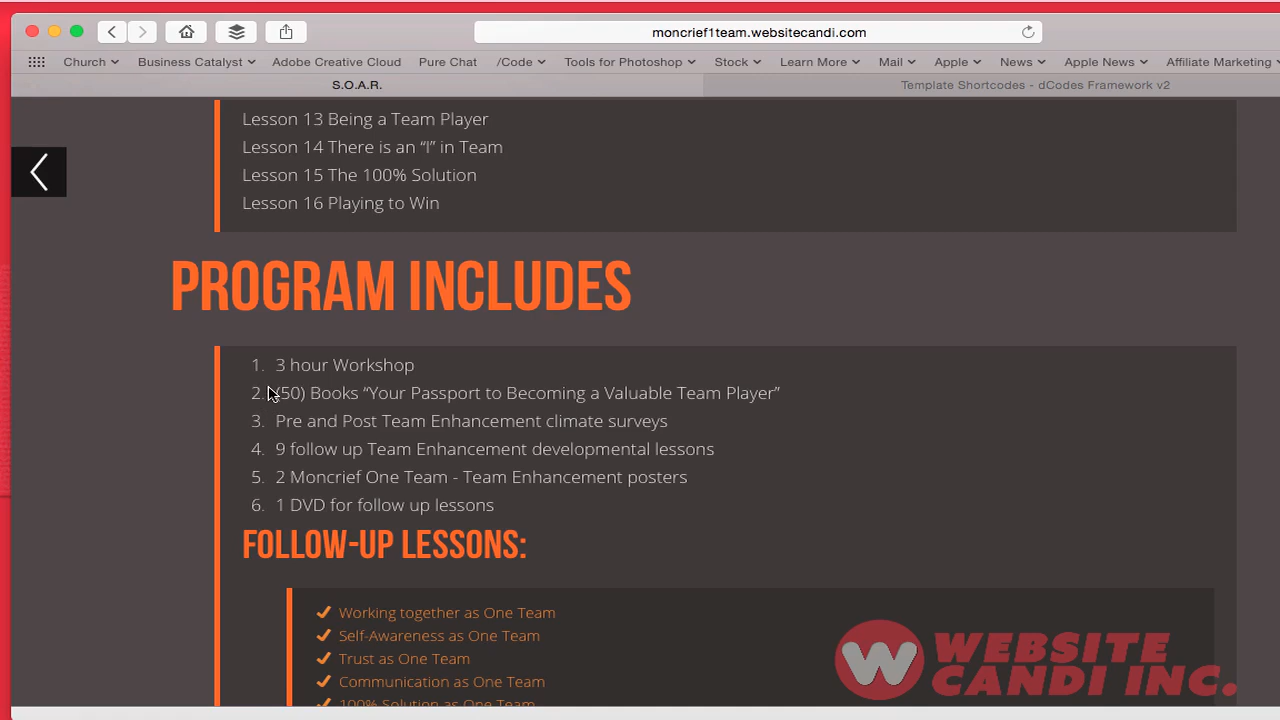 moncrief1team.websitecandi.com
Church Business Catalyst Adobe Creative Cloud Pure Chat /Code Tools for Photoshop Stock Learn More Mail Apple News Apple News Affiliate Marketing
S.O.A.R. Template Shortcodes - dCodes Framework v2
Lesson 13 Being a Team Player
Lesson 14 There is an “I” in Team
Lesson 15 The 100% Solution
Lesson 16 Playing to Win
PROGRAM INCLUDES
1. 3 hour Workshop
2. (50) Books “Your Passport to Becoming a Valuable Team Player”
3. Pre and Post Team Enhancement climate surveys
4. 9 follow up Team Enhancement developmental lessons
5. 2 Moncrief One Team - Team Enhancement posters
6. 1 DVD for follow up lessons
FOLLOW-UP LESSONS:
Working together as One Team
Self-Awareness as One Team
Trust as One Team
Communication as One Team
100% Solution as One Team
W WEBSITE
CANDI INC.